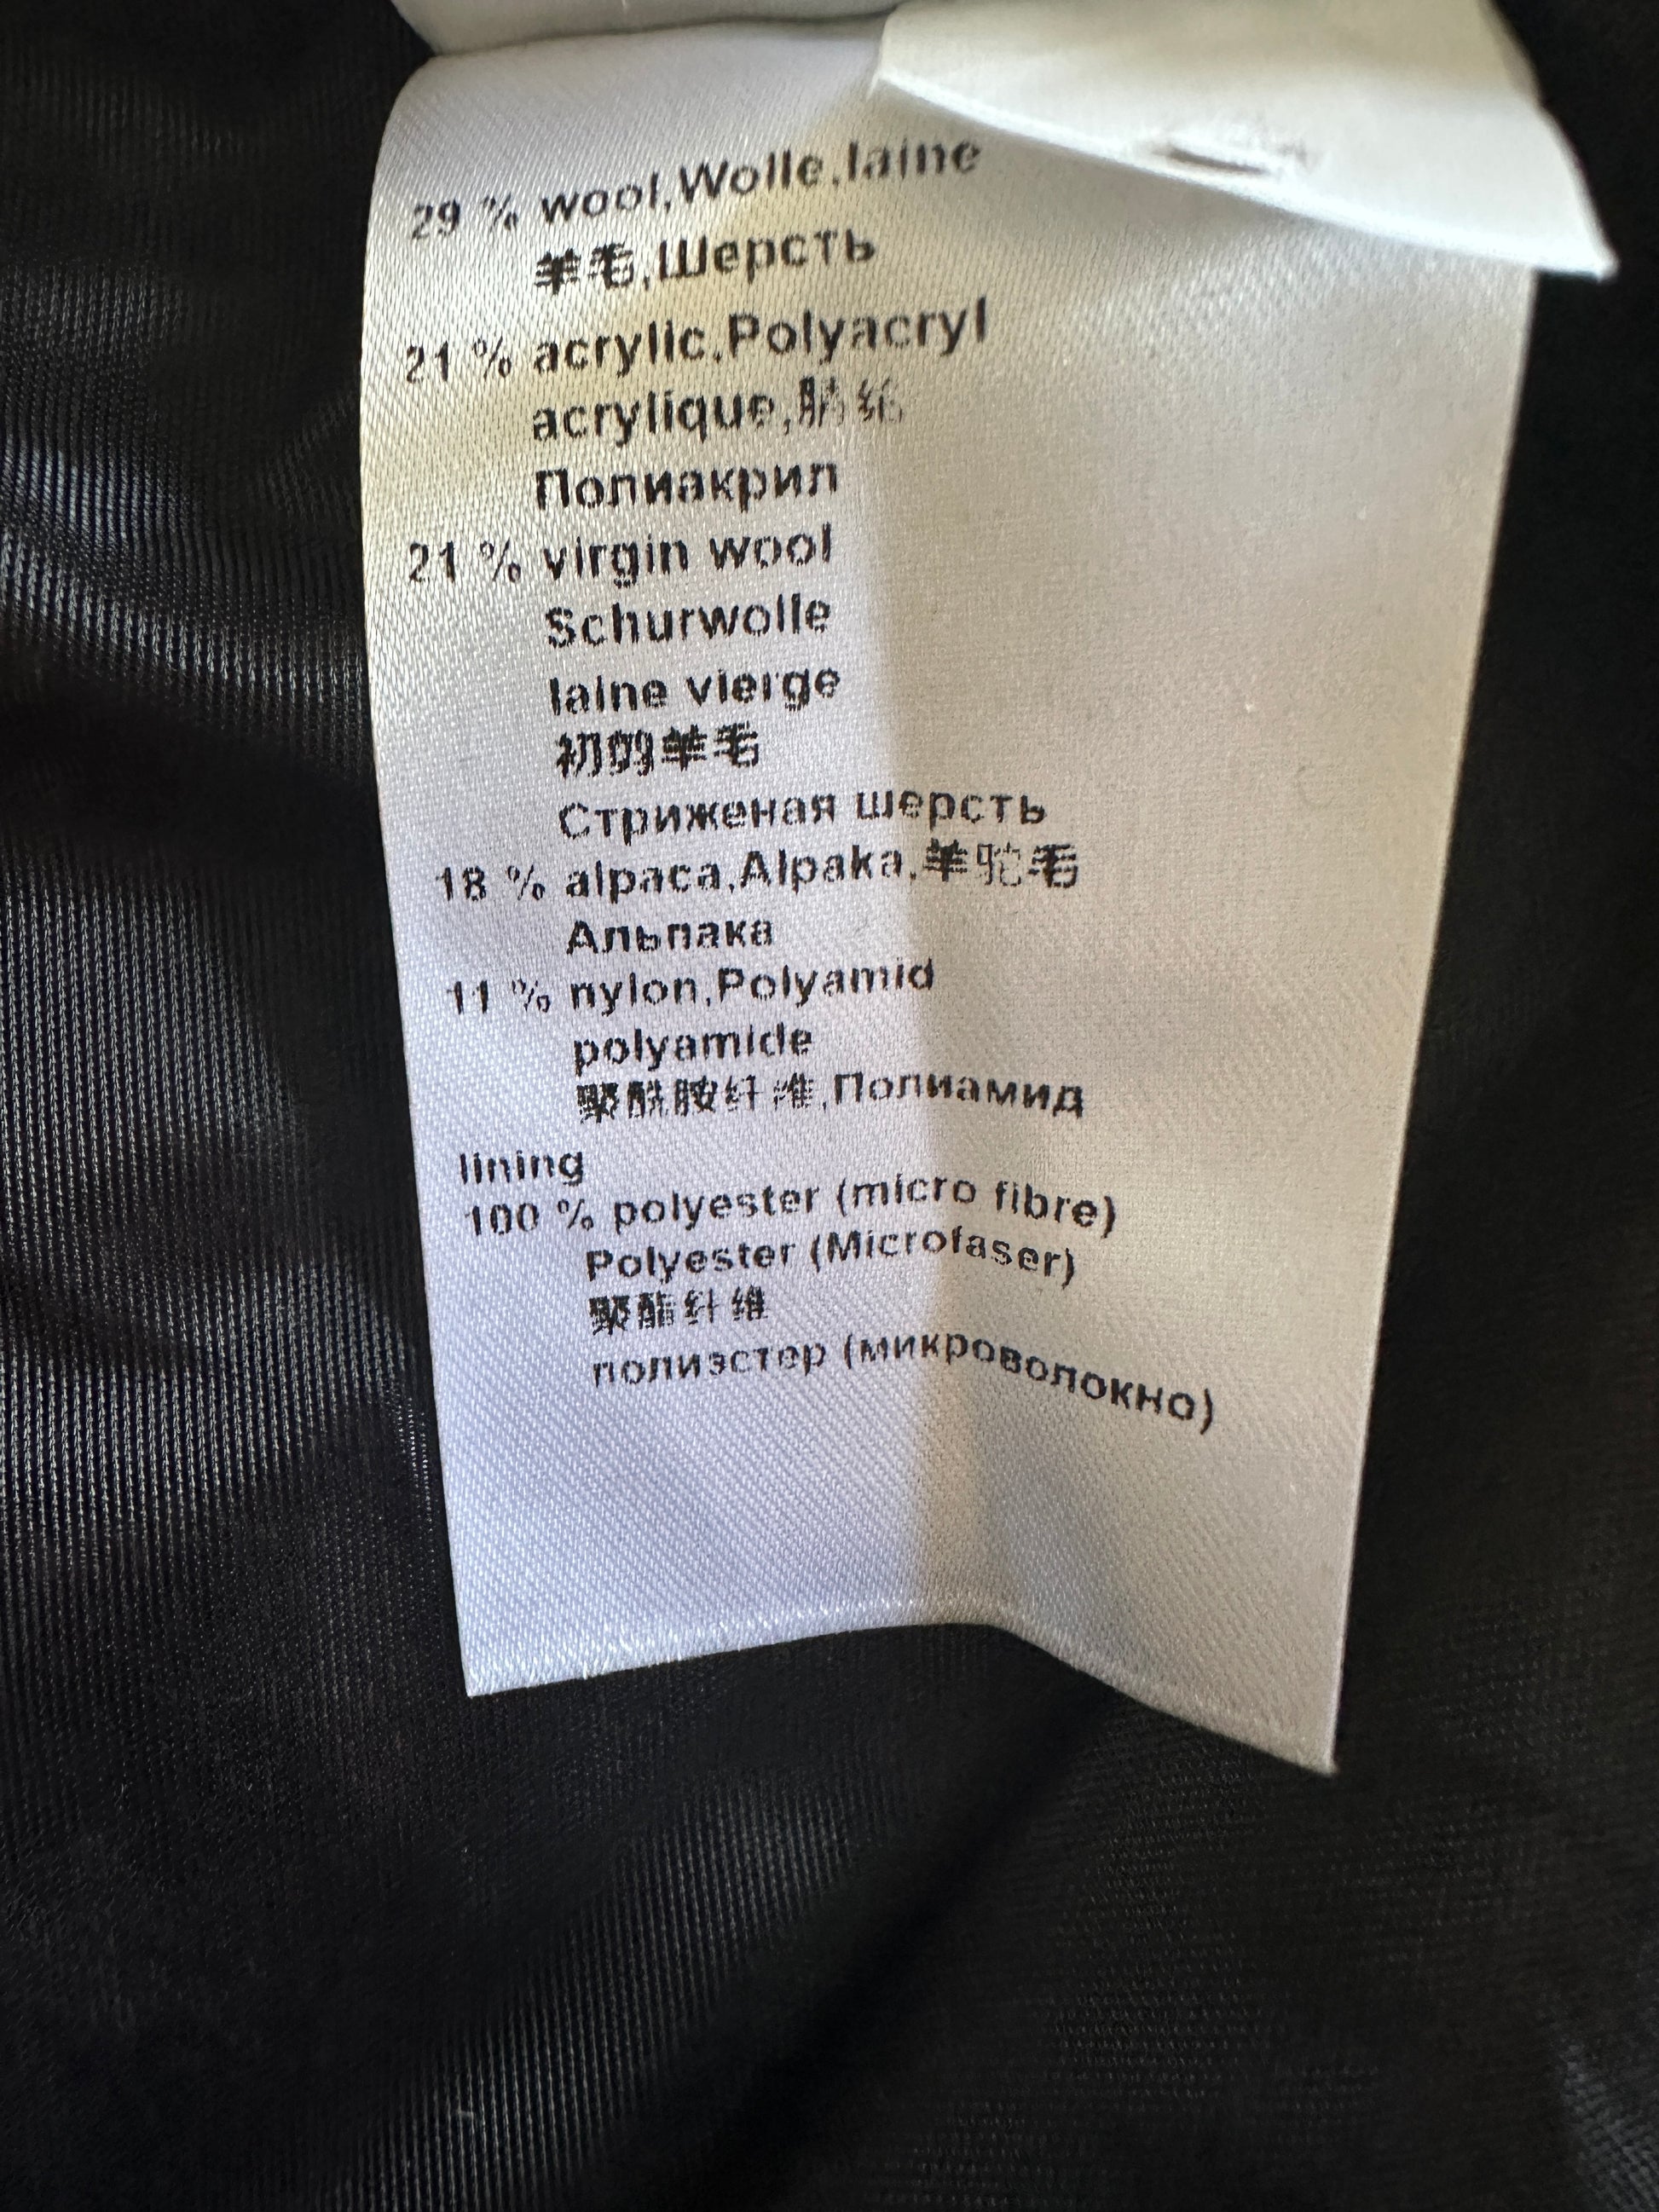 29 % wool,Wolle,laine
羊毛,Шерсть
21 % acrylic,Polyacryl
acrylique,腈纶
Полиакрил
21 % virgin wool
Schurwolle
laine vierge
初剪羊毛
Стриженая шерсть
18 % alpaca,Alpaka,羊驼毛
Альпака
11 % nylon,Polyamid
polyamide
聚酰胺纤维,Полиамид
lining
100 % polyester (micro fibre)
Polyester (Microfaser)
聚酯纤维
полиэстер (микроволокно)